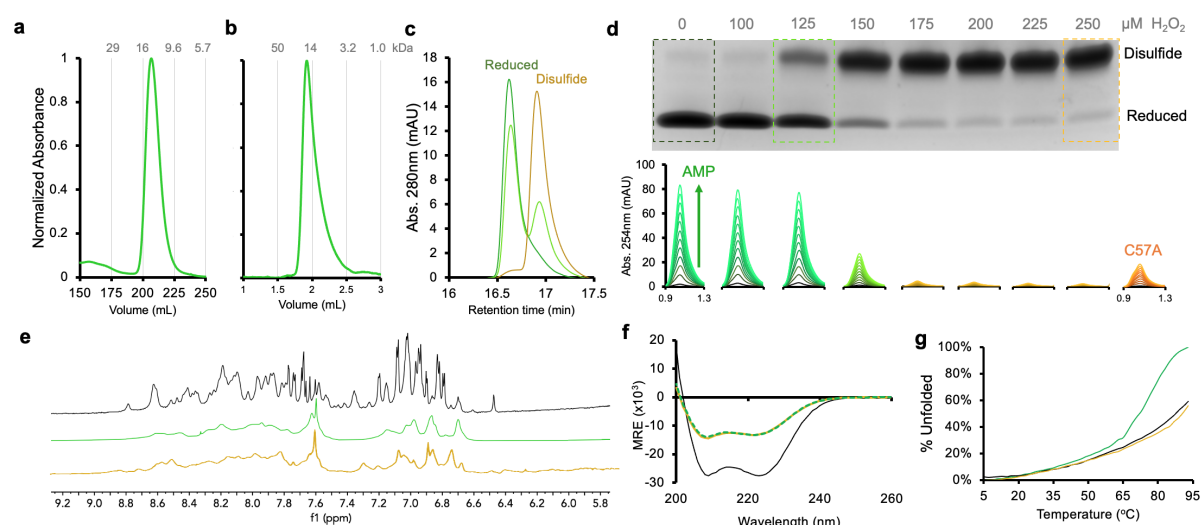 a
29 16 9.6 5.7
Normalized Absorbance
1
0.8
0.6
0.4
0.2
0
150 175 200 225 250
Volume (mL)
b
50 14 3.2 1.0 kDa
1 1.5 2 2.5 3
Volume (mL)
c
Abs. 280nm (mAU)
18
16
14
12
10
8
6
4
2
0
Reduced
Disulfide
16 16.5 17 17.5
Retention time (min)
d
0 100 125 150 175 200 225 250 µM H₂O₂
Disulfide
Reduced
Abs. 254nm (mAU)
100
80
60
40
20
0
AMP
C57A
0.9 1.3
0.9 1.3
e
9.2 9.0 8.8 8.6 8.4 8.2 8.0 7.8 7.6 7.4 7.2 7.0 6.8 6.6 6.4 6.2 6.0 5.8
f1 (ppm)
f
MRE (x10³)
20
10
0
-10
-20
-30
200 220 240 260
Wavelength (nm)
g
% Unfolded
100%
80%
60%
40%
20%
0%
5 20 35 50 65 80 95
Temperature (°C)